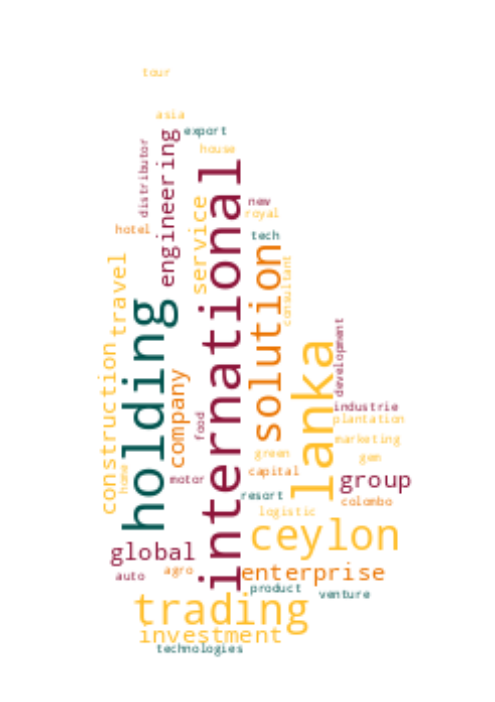 tour
asia
export
distributor
engineering
house
international
new
royal
service
hotel
tech
solution
consultant
travel
holding
construction
company
lanka
development
industrie
plantation
food
marketing
green
gem
home
motor
capital
group
resort
colombo
logistic
ceylon
global
auto
agro
enterprise
product
venture
trading
investment
technologies